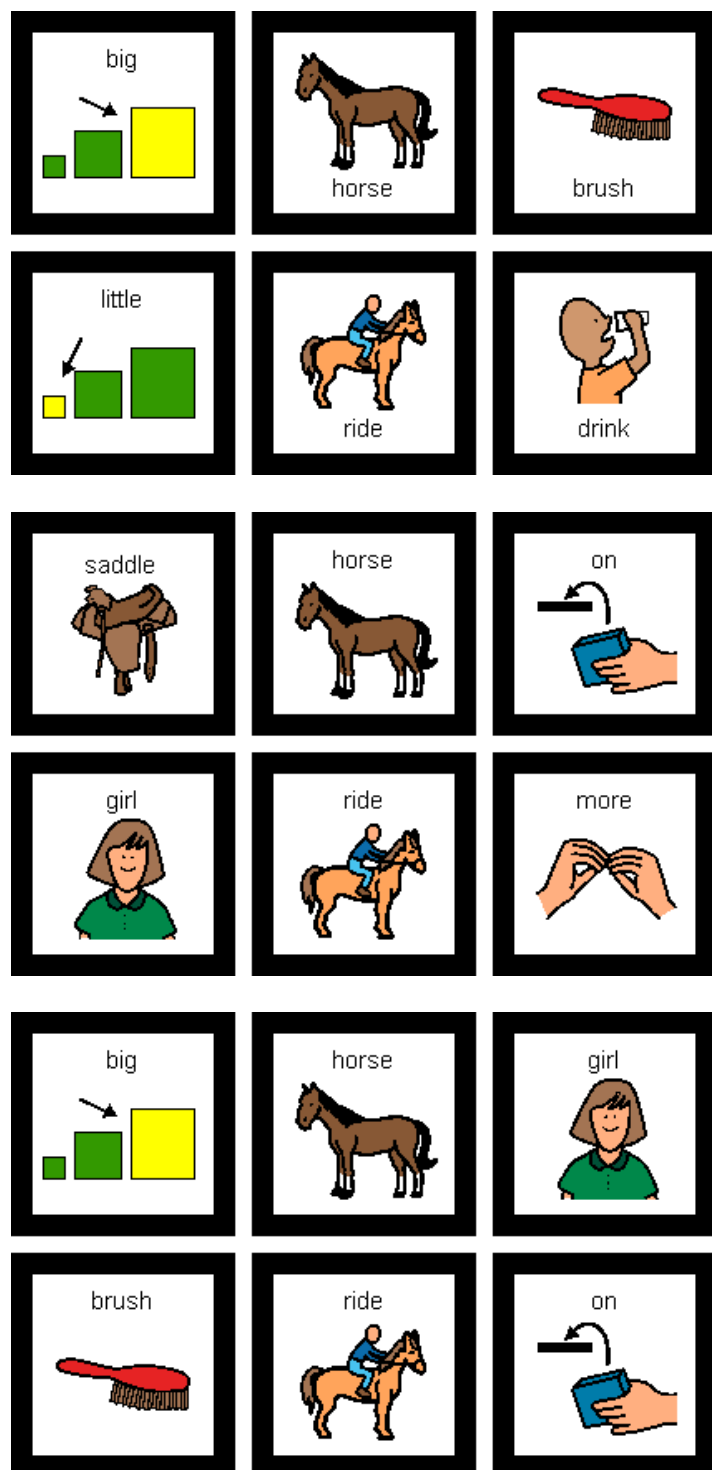 big
horse
brush
little
ride
drink
saddle
horse
on
girl
ride
more
big
horse
girl
brush
ride
on